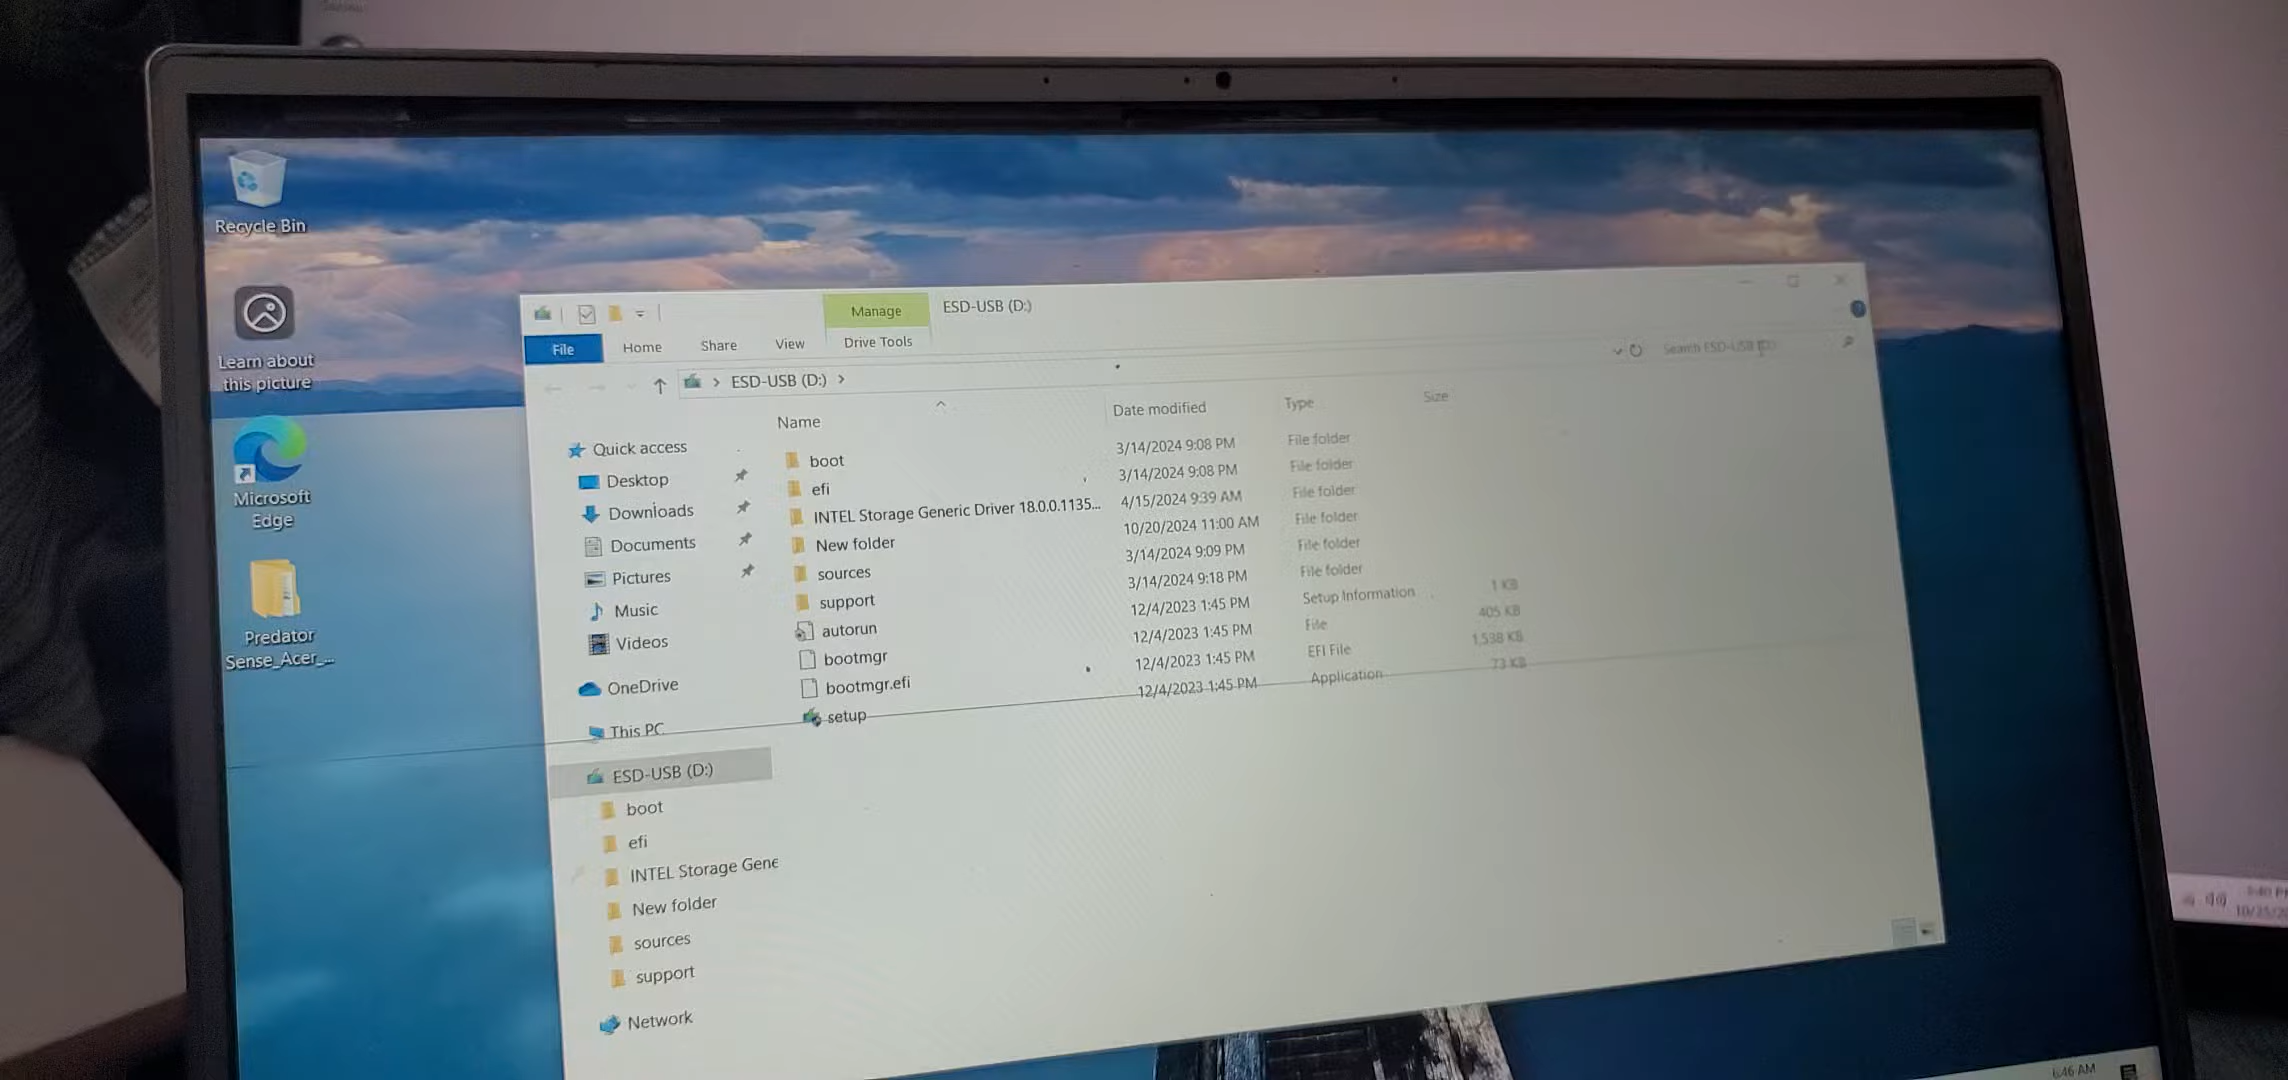 Recycle Bin
Learn about
this picture
Microsoft
Edge
Predator
Sense_Acer_...
Manage
ESD-USB (D:)
File
Home
Share
View
Drive Tools
ESD-USB (D:)
Search ESD-USB (D:)
Name
Date modified
Type
Size
boot
3/14/2024 9:08 PM
File folder
efi
3/14/2024 9:08 PM
File folder
INTEL Storage Generic Driver 18.0.0.1135...
4/15/2024 9:39 AM
File folder
New folder
10/20/2024 11:00 AM
File folder
sources
3/14/2024 9:09 PM
File folder
support
3/14/2024 9:18 PM
File folder
autorun
12/4/2023 1:45 PM
Setup Information
1 KB
bootmgr
12/4/2023 1:45 PM
File
405 KB
bootmgr.efi
12/4/2023 1:45 PM
EFI File
1,538 KB
setup
12/4/2023 1:45 PM
Application
73 KB
Quick access
Desktop
Downloads
Documents
Pictures
Music
Videos
OneDrive
This PC
ESD-USB (D:)
boot
efi
INTEL Storage Gene
New folder
sources
support
Network
6:46 AM